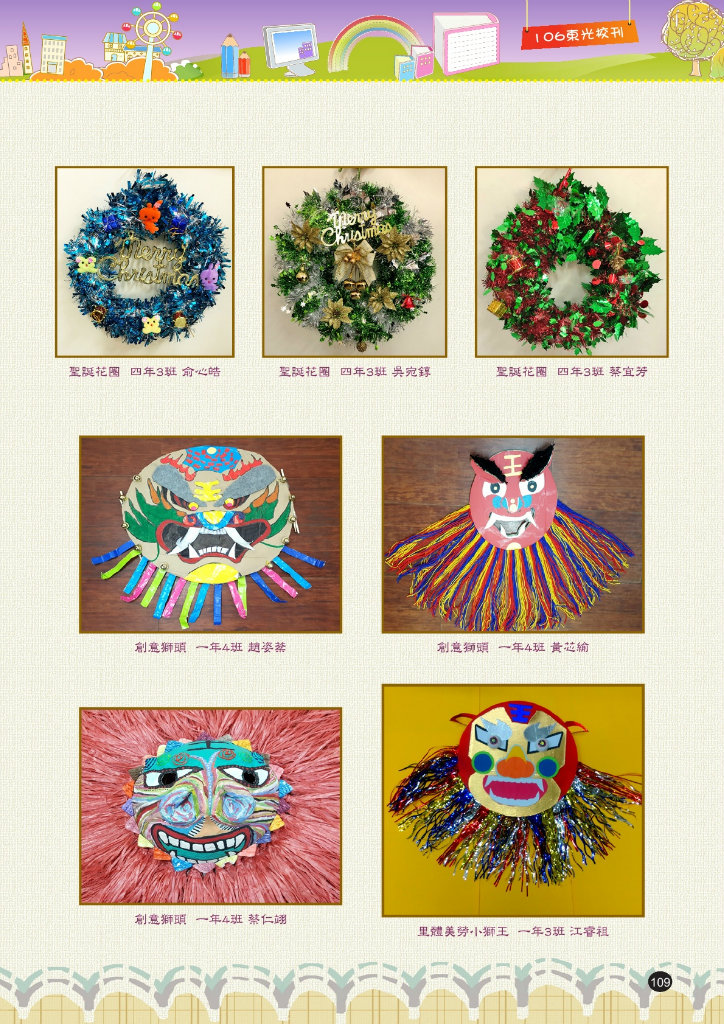 106東光校刊
Merry
Christmas
Merry
Christmas
聖誕花圈 四年3班 俞心皓
聖誕花圈 四年3班 吳宛錞
聖誕花圈 四年3班 蔡宜芳
王
創意獅頭 一年4班 趙姿棻
創意獅頭 一年4班 黃芯綸
王
創意獅頭 一年4班 蔡仁翊
里體美勞小獅王 一年3班 江睿祖
109